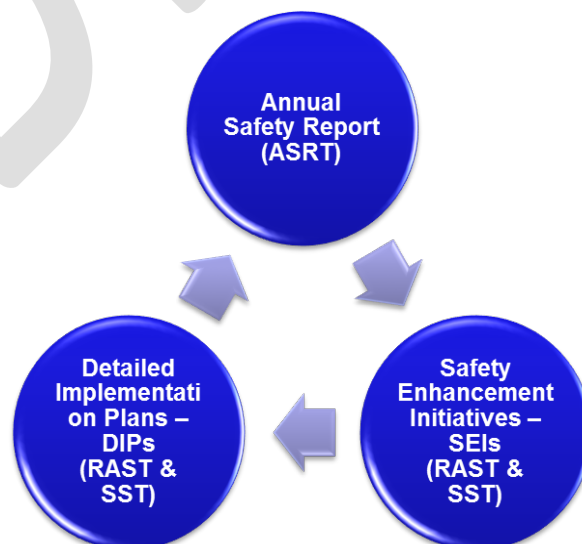 Annual
Safety Report
(ASRT)
Detailed
Implementati
on Plans –
DIPs
(RAST &
SST)
Safety
Enhancement
Initiatives –
SEIs
(RAST &
SST)